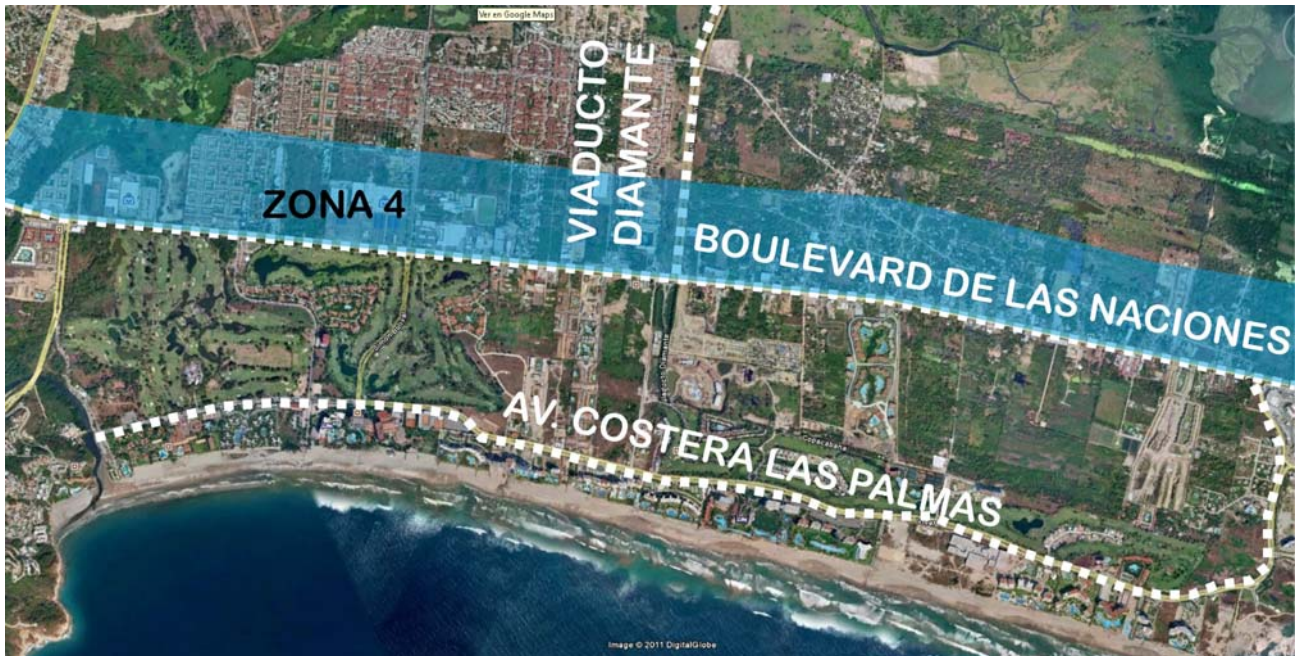 Ver en Google Maps
VIADUCTO
DIAMANTE
ZONA 4
BOULEVARD DE LAS NACIONES
AV. COSTERA LAS PALMAS
Copacabana
Image © 2011 DigitalGlobe